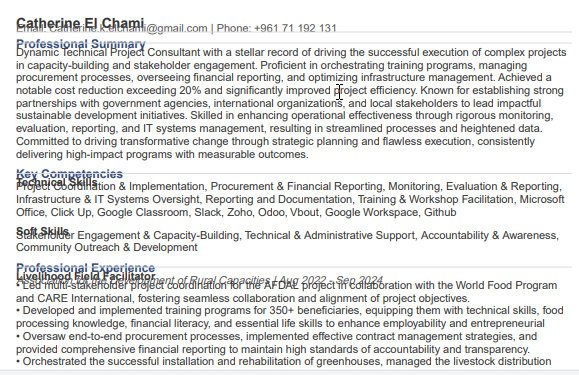 Catherine El Chami
Email: Catherine.k.elchami@gmail.com | Phone: +961 71 192 131
Professional Summary
Dynamic Technical Project Consultant with a stellar record of driving the successful execution of complex projects
in capacity-building and stakeholder engagement. Proficient in orchestrating training programs, managing
procurement processes, overseeing financial reporting, and optimizing infrastructure management. Achieved a
notable cost reduction exceeding 20% and significantly improved project efficiency. Known for establishing strong
partnerships with government agencies, international organizations, and local stakeholders to lead impactful
sustainable development initiatives. Skilled in enhancing operational effectiveness through rigorous monitoring,
evaluation, reporting, and IT systems management, resulting in streamlined processes and heightened data.
Committed to driving transformative change through strategic planning and flawless execution, consistently
delivering high-impact programs with measurable outcomes.
Key Competencies
Technical Skills
Project Coordination & Implementation, Procurement & Financial Reporting, Monitoring, Evaluation & Reporting,
Infrastructure & IT Systems Oversight, Reporting and Documentation, Training & Workshop Facilitation, Microsoft
Office, Click Up, Google Classroom, Slack, Zoho, Odoo, Vbout, Google Workspace, Github
Soft Skills
Stakeholder Engagement & Capacity-Building, Technical & Administrative Support, Accountability & Awareness,
Community Outreach & Development
Professional Experience
Livelihood Field Facilitator
Association for the Development of Rural Capacities | Aug 2022 - Sep 2024
• Led multi-stakeholder project coordination for the AFDAL project in collaboration with the World Food Program
and CARE International, fostering seamless collaboration and alignment of project objectives.
• Developed and implemented training programs for 350+ beneficiaries, equipping them with technical skills, food
processing knowledge, financial literacy, and essential life skills to enhance employability and entrepreneurial
• Oversaw end-to-end procurement processes, implemented effective contract management strategies, and
provided comprehensive financial reporting to maintain high standards of accountability and transparency.
• Orchestrated the successful installation and rehabilitation of greenhouses, managed the livestock distribution